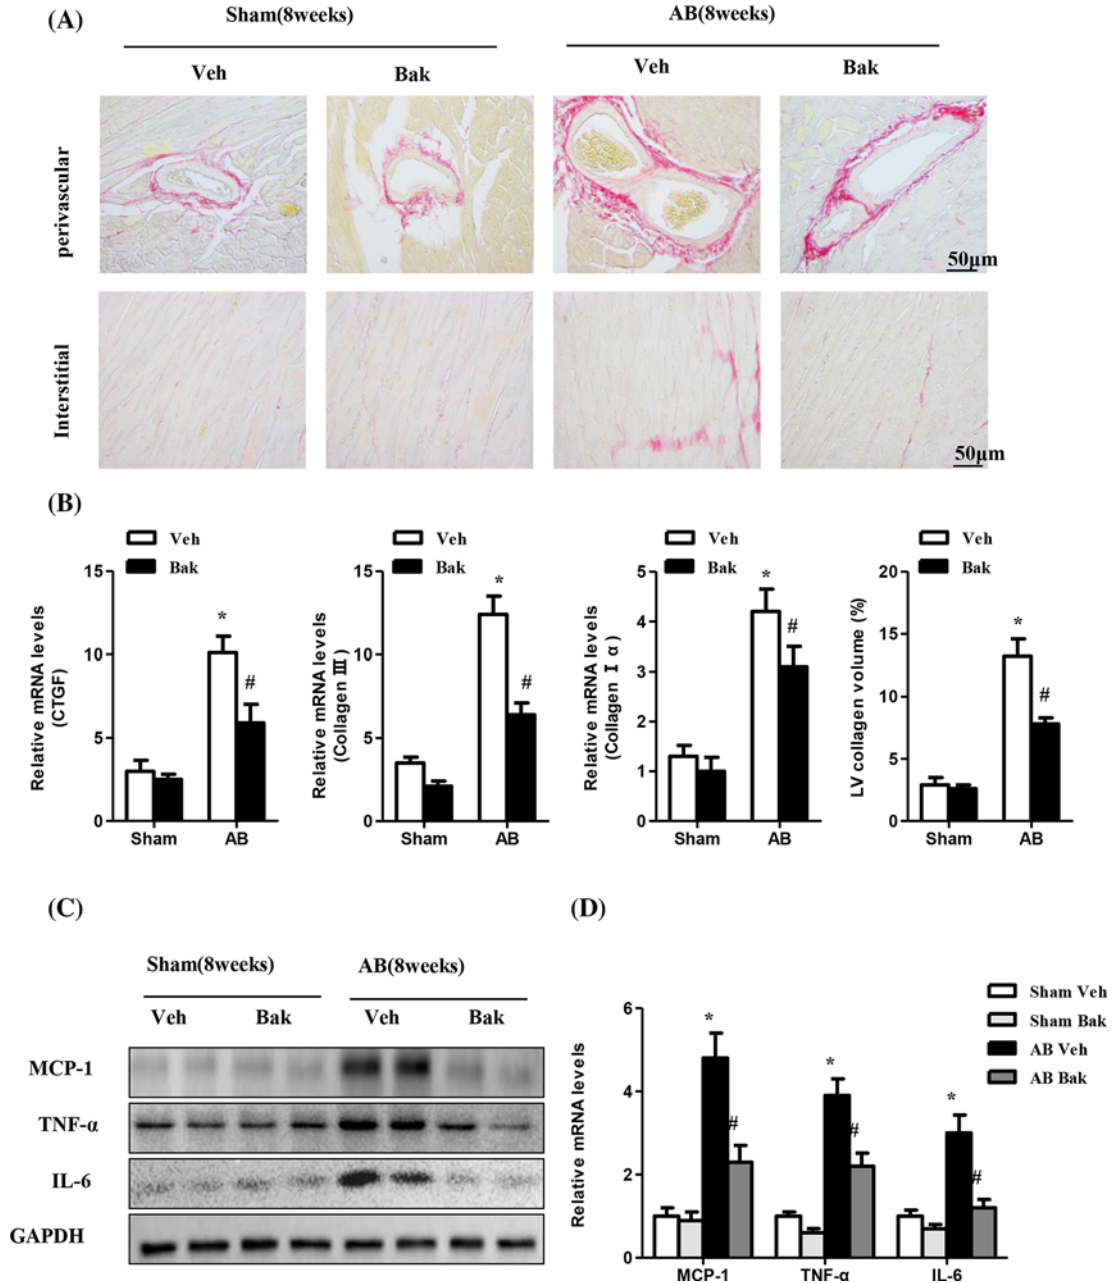 (A)
Sham(8weeks)
AB(8weeks)
Veh
Bak
Veh
Bak
perivascular
50μm
Interstitial
50μm
(B)
Veh
Bak
15
10
5
0
Relative mRNA levels
(CTGF)
*
#
Sham
AB
Veh
Bak
15
10
5
0
Relative mRNA levels
(Collagen Ⅲ)
*
#
Sham
AB
Veh
Bak
5
4
3
2
1
0
Relative mRNA levels
(Collagen Ⅰ α)
*
#
Sham
AB
Veh
Bak
20
15
10
5
0
LV collagen volume (%)
*
#
Sham
AB
(C)
Sham(8weeks)
AB(8weeks)
Veh
Bak
Veh
Bak
MCP-1
TNF-α
IL-6
GAPDH
(D)
Sham Veh
Sham Bak
AB Veh
AB Bak
6
4
2
0
Relative mRNA levels
*
#
*
#
*
#
MCP-1
TNF-α
IL-6